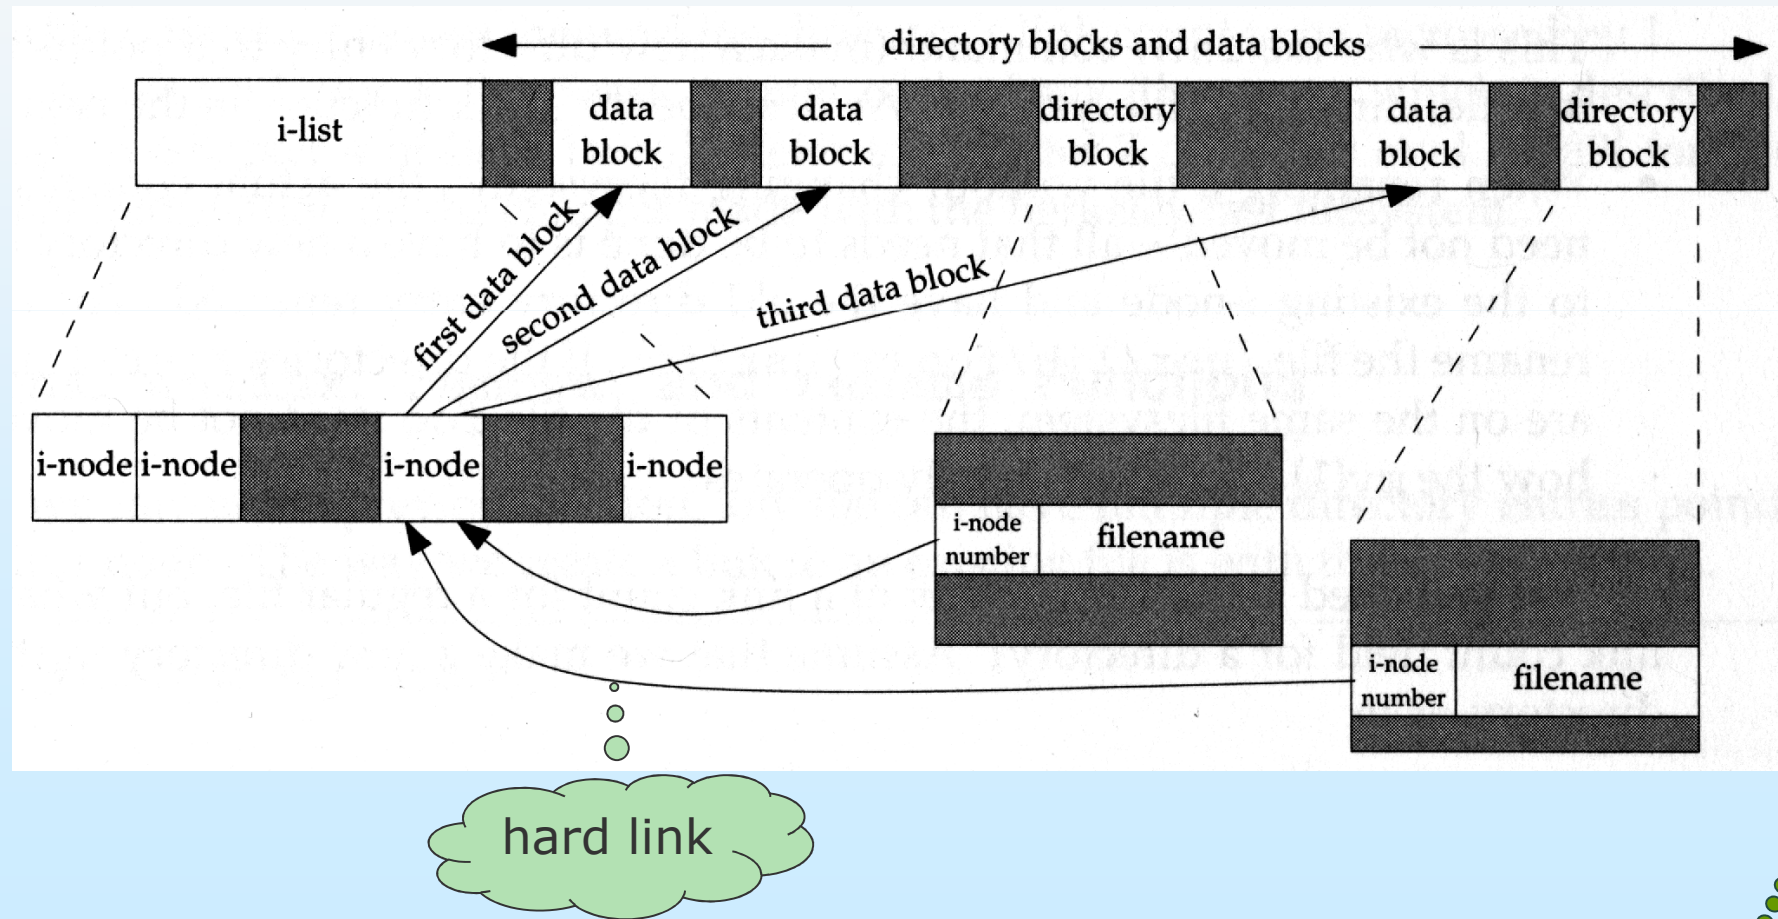 directory blocks and data blocks
i-list
data
block
data
block
directory
block
data
block
directory
block
first data block
second data block
third data block
i-node
i-node
i-node
i-node
i-node
number
filename
i-node
number
filename
hard link